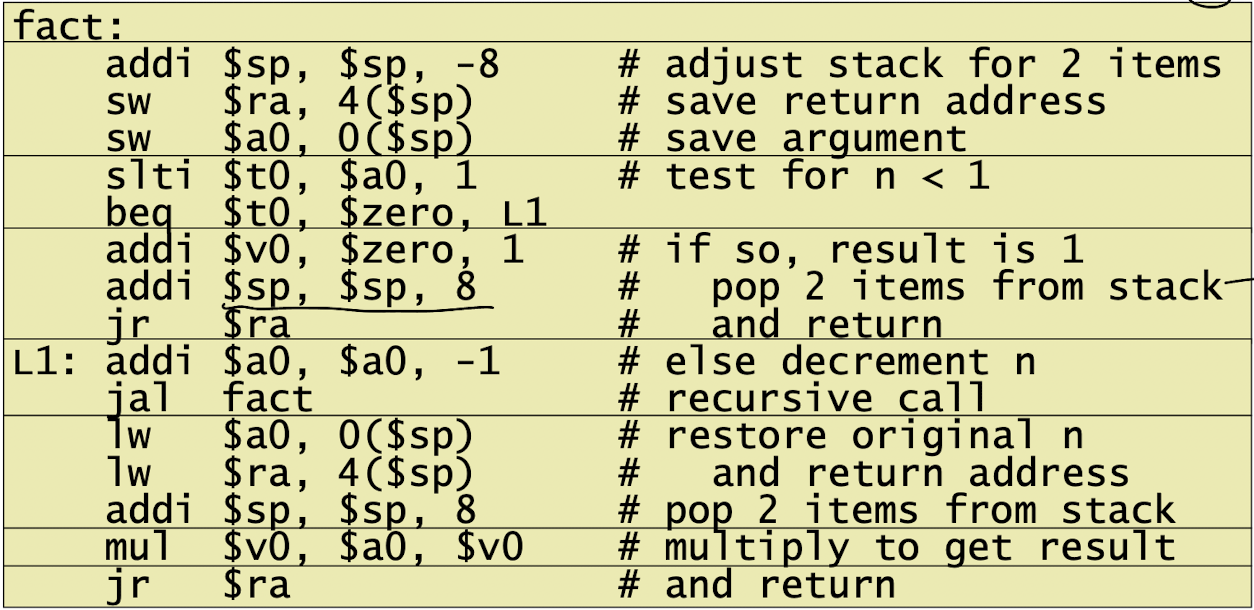 fact:
addi $sp, $sp, -8 # adjust stack for 2 items
sw $ra, 4($sp) # save return address
sw $a0, 0($sp) # save argument
slti $t0, $a0, 1 # test for n < 1
beq $t0, $zero, L1
addi $v0, $zero, 1 # if so, result is 1
addi $sp, $sp, 8 # pop 2 items from stack
jr $ra # and return
L1: addi $a0, $a0, -1 # else decrement n
jal fact # recursive call
lw $a0, 0($sp) # restore original n
lw $ra, 4($sp) # and return address
addi $sp, $sp, 8 # pop 2 items from stack
mul $v0, $a0, $v0 # multiply to get result
jr $ra # and return